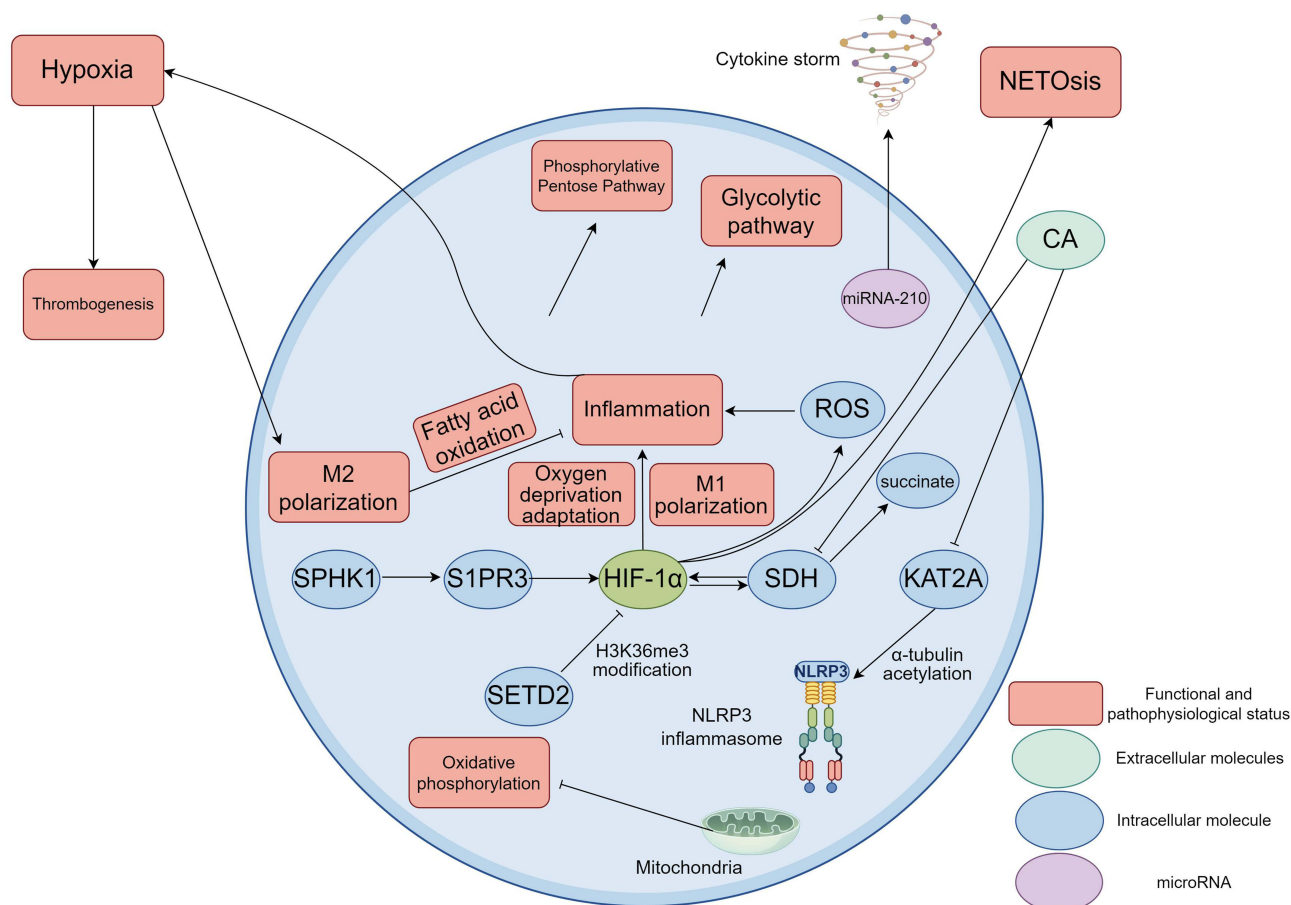 Cytokine storm
Hypoxia
NETOsis
Phosphorylative
Pentose Pathway
Glycolytic
pathway
CA
Thrombogenesis
miRNA-210
Fatty acid
oxidation
Inflammation
ROS
M2
polarization
Oxygen
deprivation
adaptation
M1
polarization
succinate
SPHK1
S1PR3
HIF-1α
SDH
KAT2A
H3K36me3
modification
α-tubulin
acetylation
SETD2
NLRP3
NLRP3
inflammasome
Oxidative
phosphorylation
Mitochondria
Functional and
pathophysiological status
Extracellular molecules
Intracellular molecule
microRNA